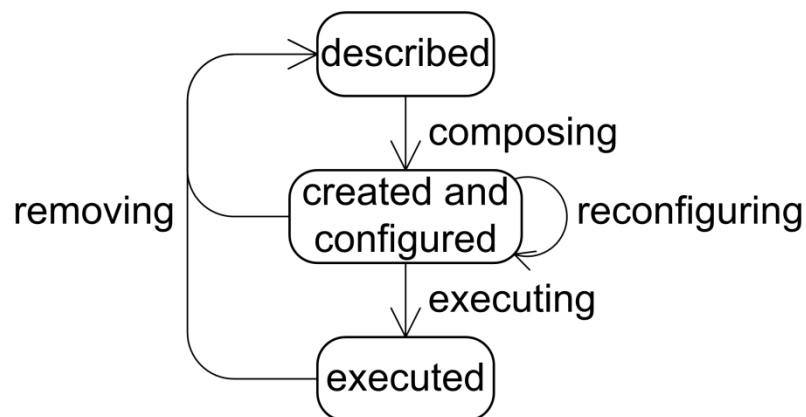 described
composing
created and
configured
removing
reconfiguring
executing
executed